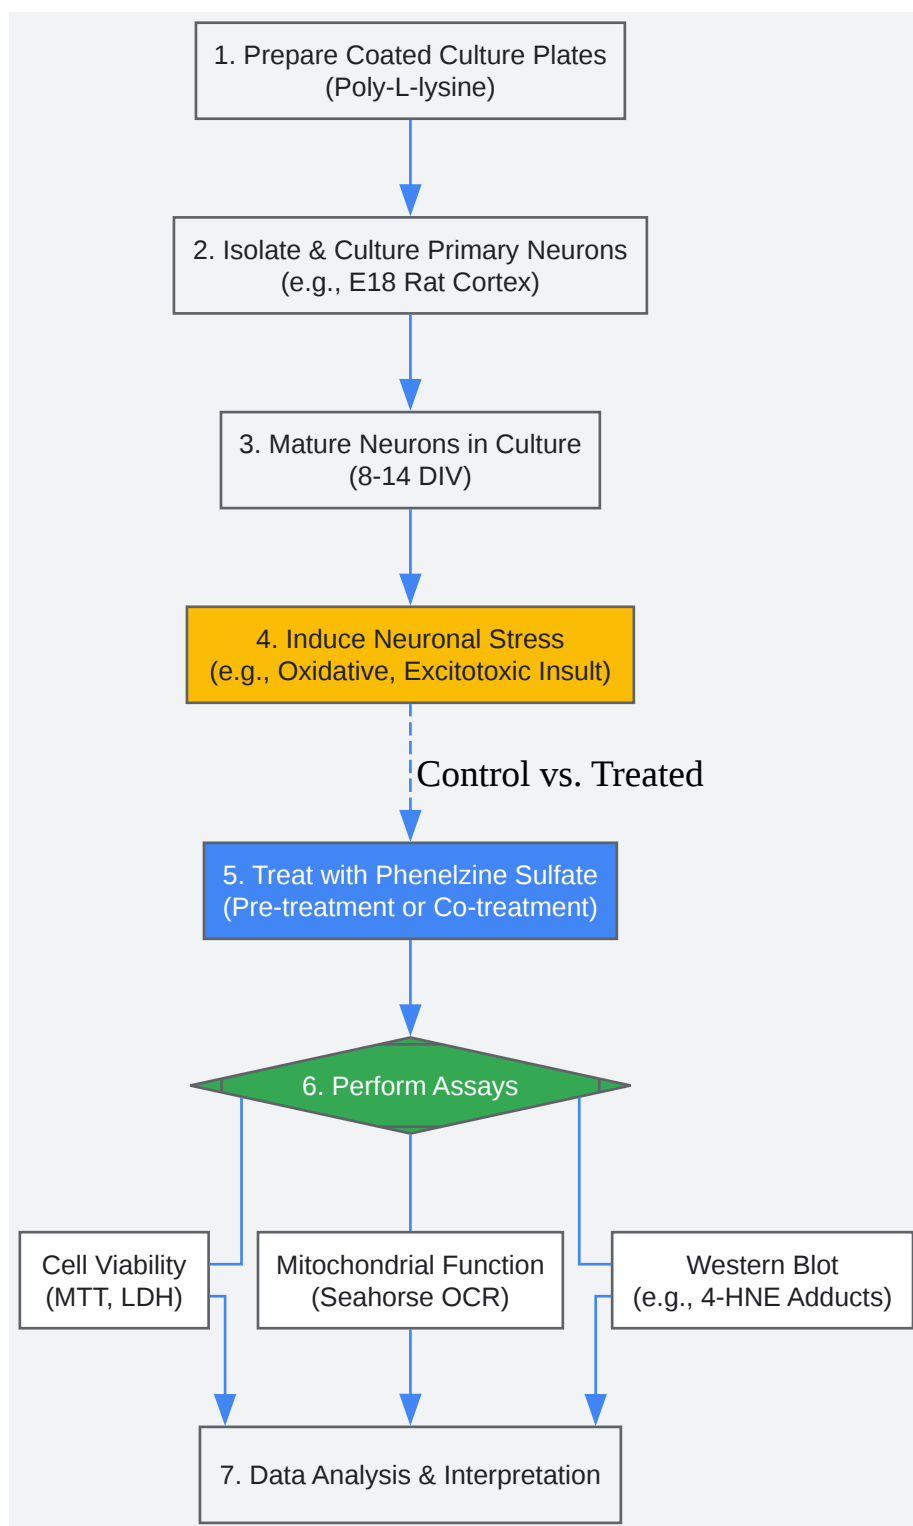 1. Prepare Coated Culture Plates
(Poly-L-lysine)
2. Isolate & Culture Primary Neurons
(e.g., E18 Rat Cortex)
3. Mature Neurons in Culture
(8-14 DIV)
4. Induce Neuronal Stress
(e.g., Oxidative, Excitotoxic Insult)
Control vs. Treated
5. Treat with Phenelzine Sulfate
(Pre-treatment or Co-treatment)
6. Perform Assays
Cell Viability
(MTT, LDH)
Mitochondrial Function
(Seahorse OCR)
Western Blot
(e.g., 4-HNE Adducts)
7. Data Analysis & Interpretation